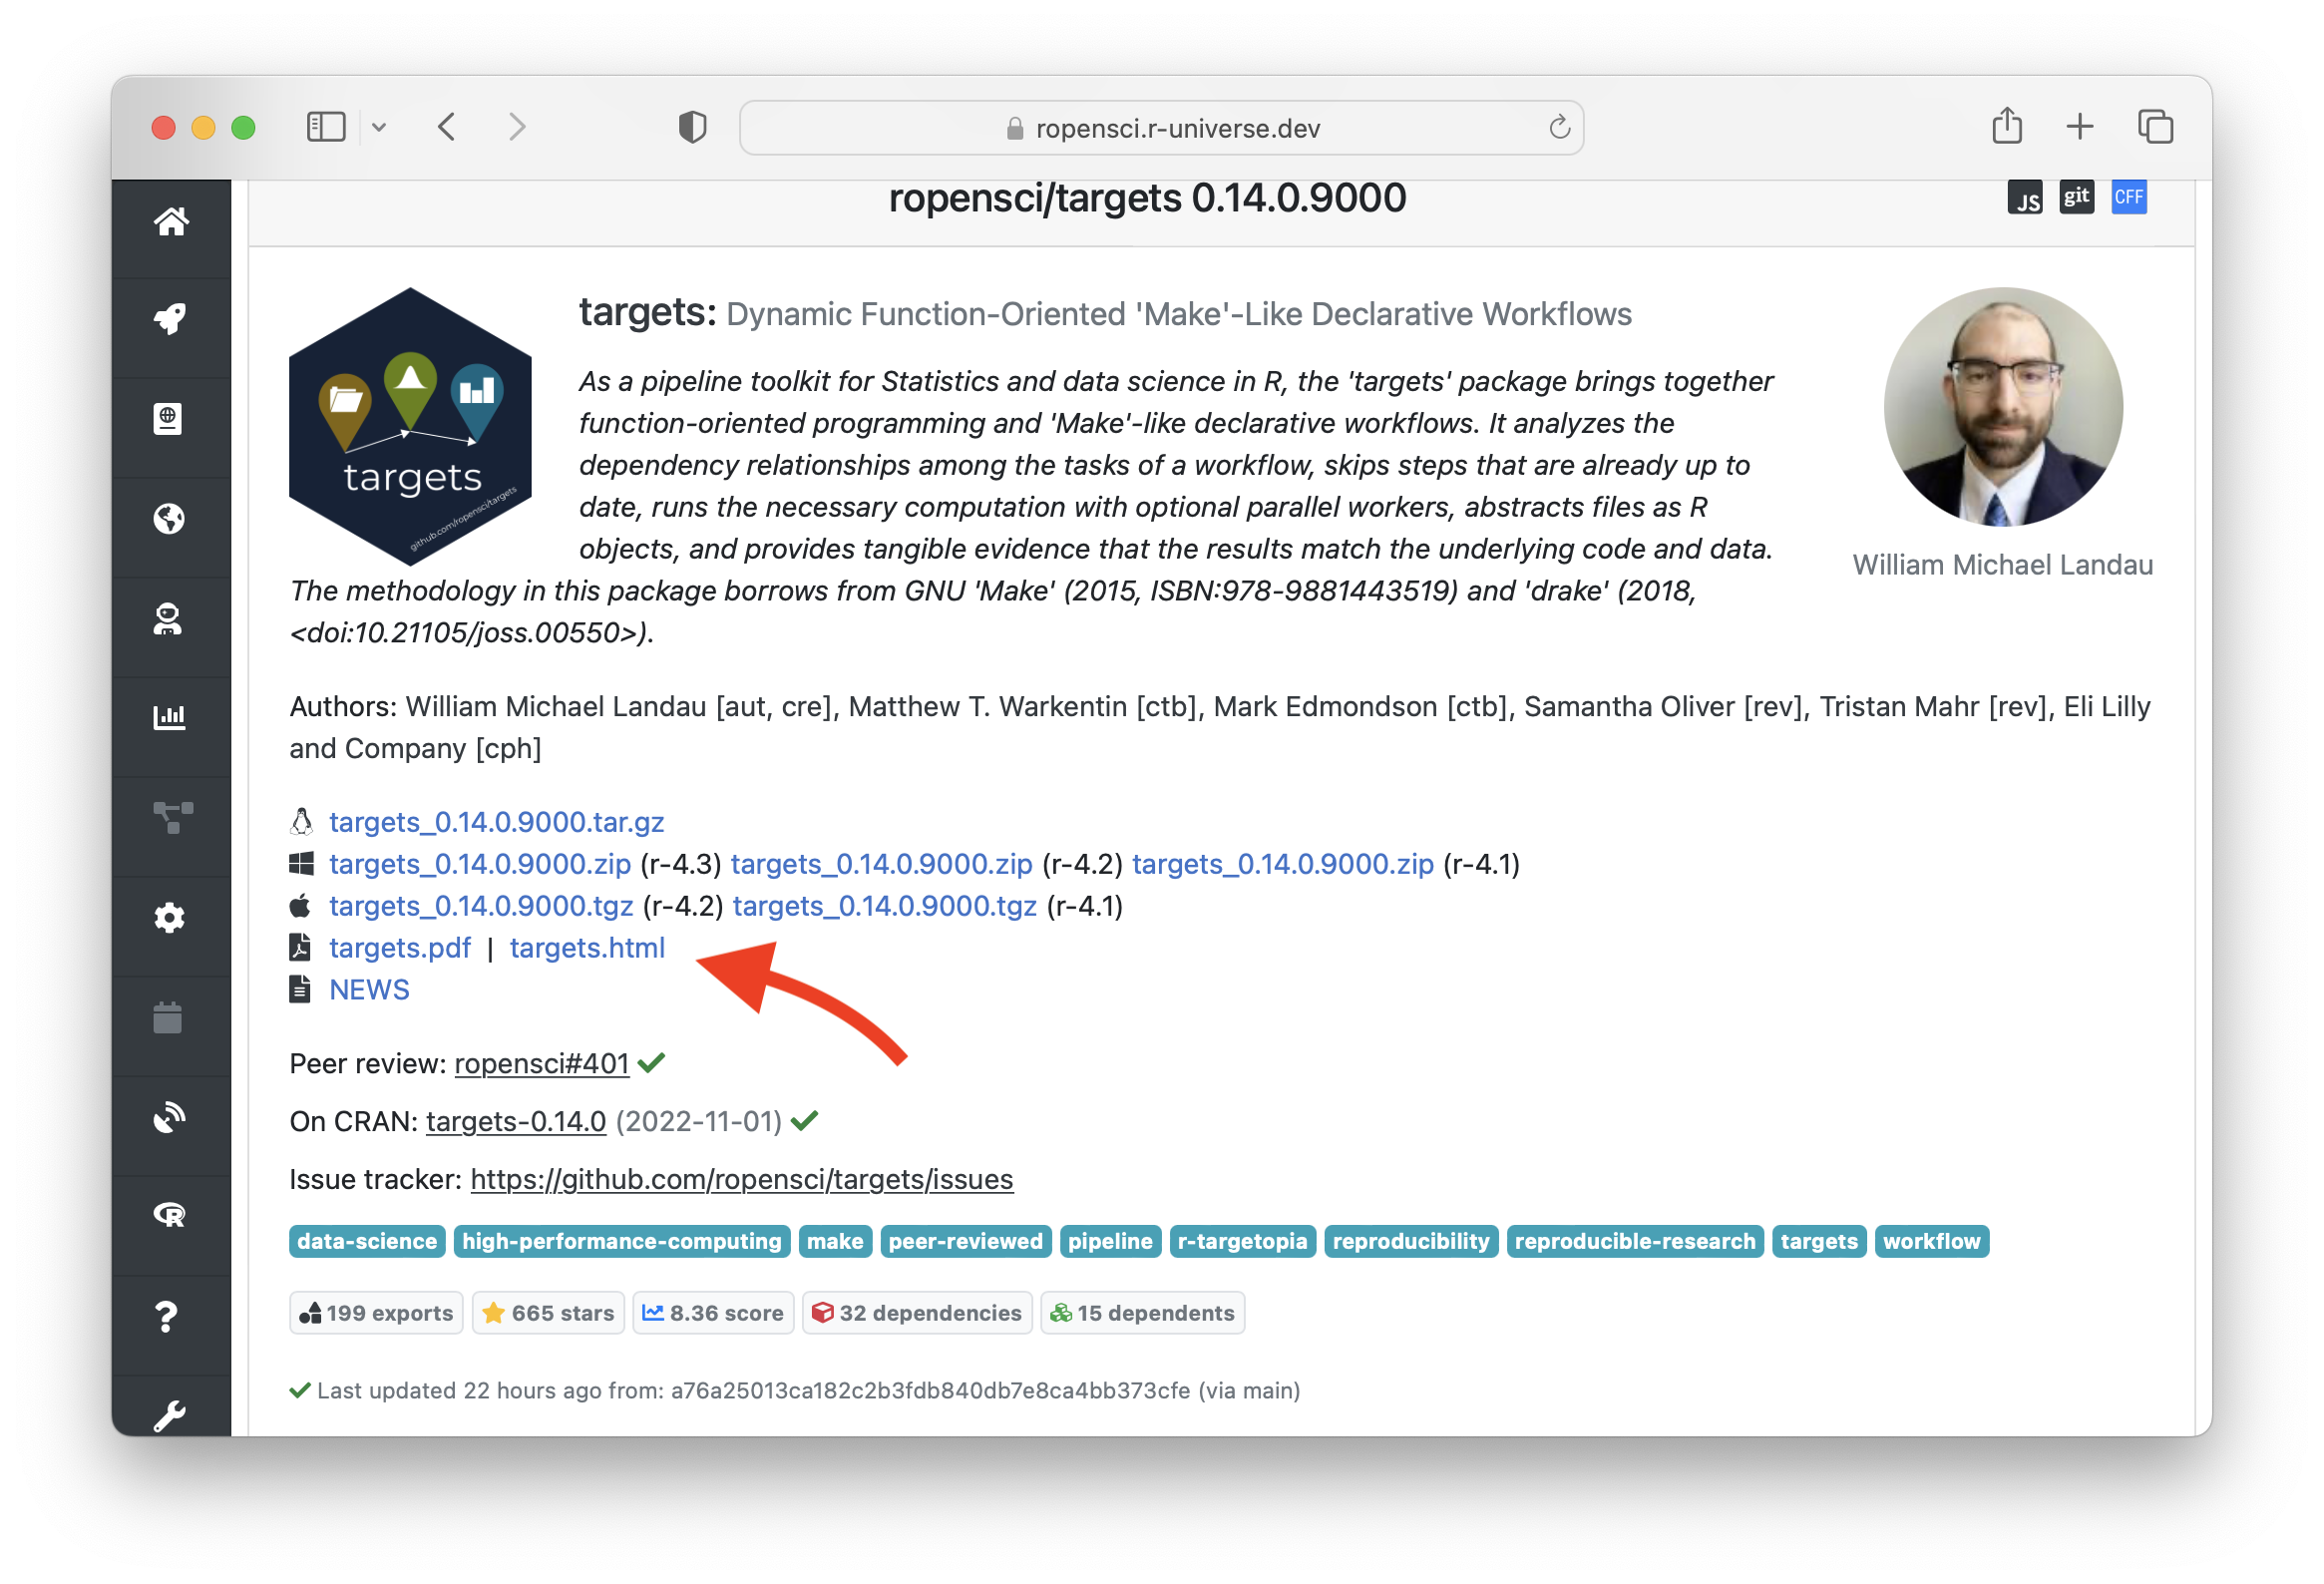 ropensci.r-universe.dev
ropensci/targets 0.14.0.9000
JS
git
CFF
targets
github.com/ropensci/targets
targets: Dynamic Function-Oriented 'Make'-Like Declarative Workflows
As a pipeline toolkit for Statistics and data science in R, the 'targets' package brings together
function-oriented programming and 'Make'-like declarative workflows. It analyzes the
dependency relationships among the tasks of a workflow, skips steps that are already up to
date, runs the necessary computation with optional parallel workers, abstracts files as R
objects, and provides tangible evidence that the results match the underlying code and data.
The methodology in this package borrows from GNU 'Make' (2015, ISBN:978-9881443519) and 'drake' (2018,
<doi:10.21105/joss.00550>).
William Michael Landau
Authors: William Michael Landau [aut, cre], Matthew T. Warkentin [ctb], Mark Edmondson [ctb], Samantha Oliver [rev], Tristan Mahr [rev], Eli Lilly
and Company [cph]
targets_0.14.0.9000.tar.gz
targets_0.14.0.9000.zip (r-4.3) targets_0.14.0.9000.zip (r-4.2) targets_0.14.0.9000.zip (r-4.1)
targets_0.14.0.9000.tgz (r-4.2) targets_0.14.0.9000.tgz (r-4.1)
targets.pdf | targets.html
NEWS
Peer review: ropensci#401
On CRAN: targets-0.14.0 (2022-11-01)
Issue tracker: https://github.com/ropensci/targets/issues
data-science high-performance-computing make peer-reviewed pipeline r-targetopia reproducibility reproducible-research targets workflow
199 exports 665 stars 8.36 score 32 dependencies 15 dependents
Last updated 22 hours ago from: a76a25013ca182c2b3fdb840db7e8ca4bb373cfe (via main)